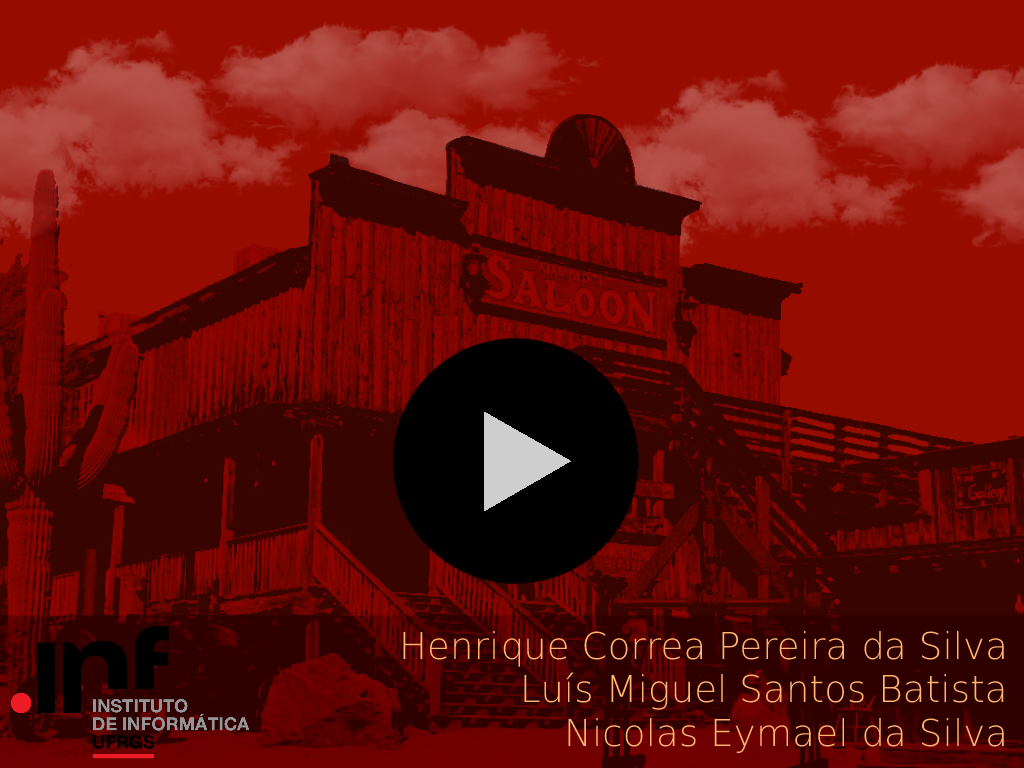 SALOON
Gallery
Henrique Correa Pereira da Silva
Luís Miguel Santos Batista
Nicolas Eymael da Silva
inf
INSTITUTO
DE INFORMÁTICA
UFRGS